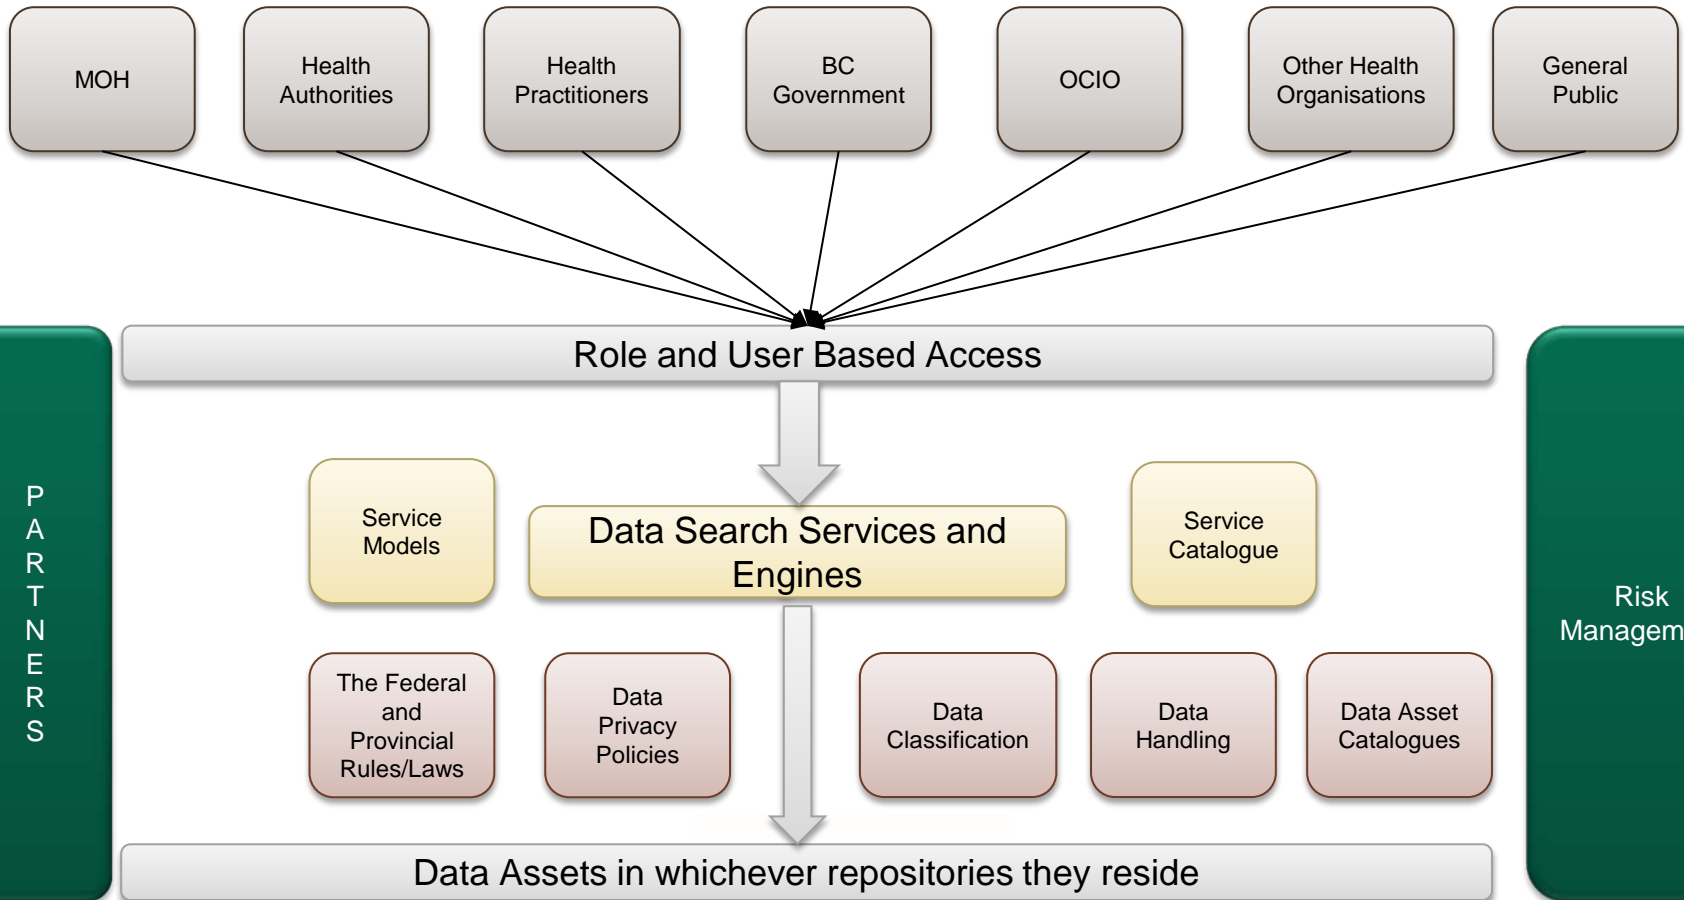 MOH
Health
Authorities
Health
Practitioners
BC
Government
OCIO
Other Health
Organisations
General
Public
Role and User Based Access
P
A
R
T
N
E
R
S
Service
Models
Data Search Services and
Engines
Service
Catalogue
Risk
Managem
The Federal
and
Provincial
Rules/Laws
Data
Privacy
Policies
Data
Classification
Data
Handling
Data Asset
Catalogues
Data Assets in whichever repositories they reside